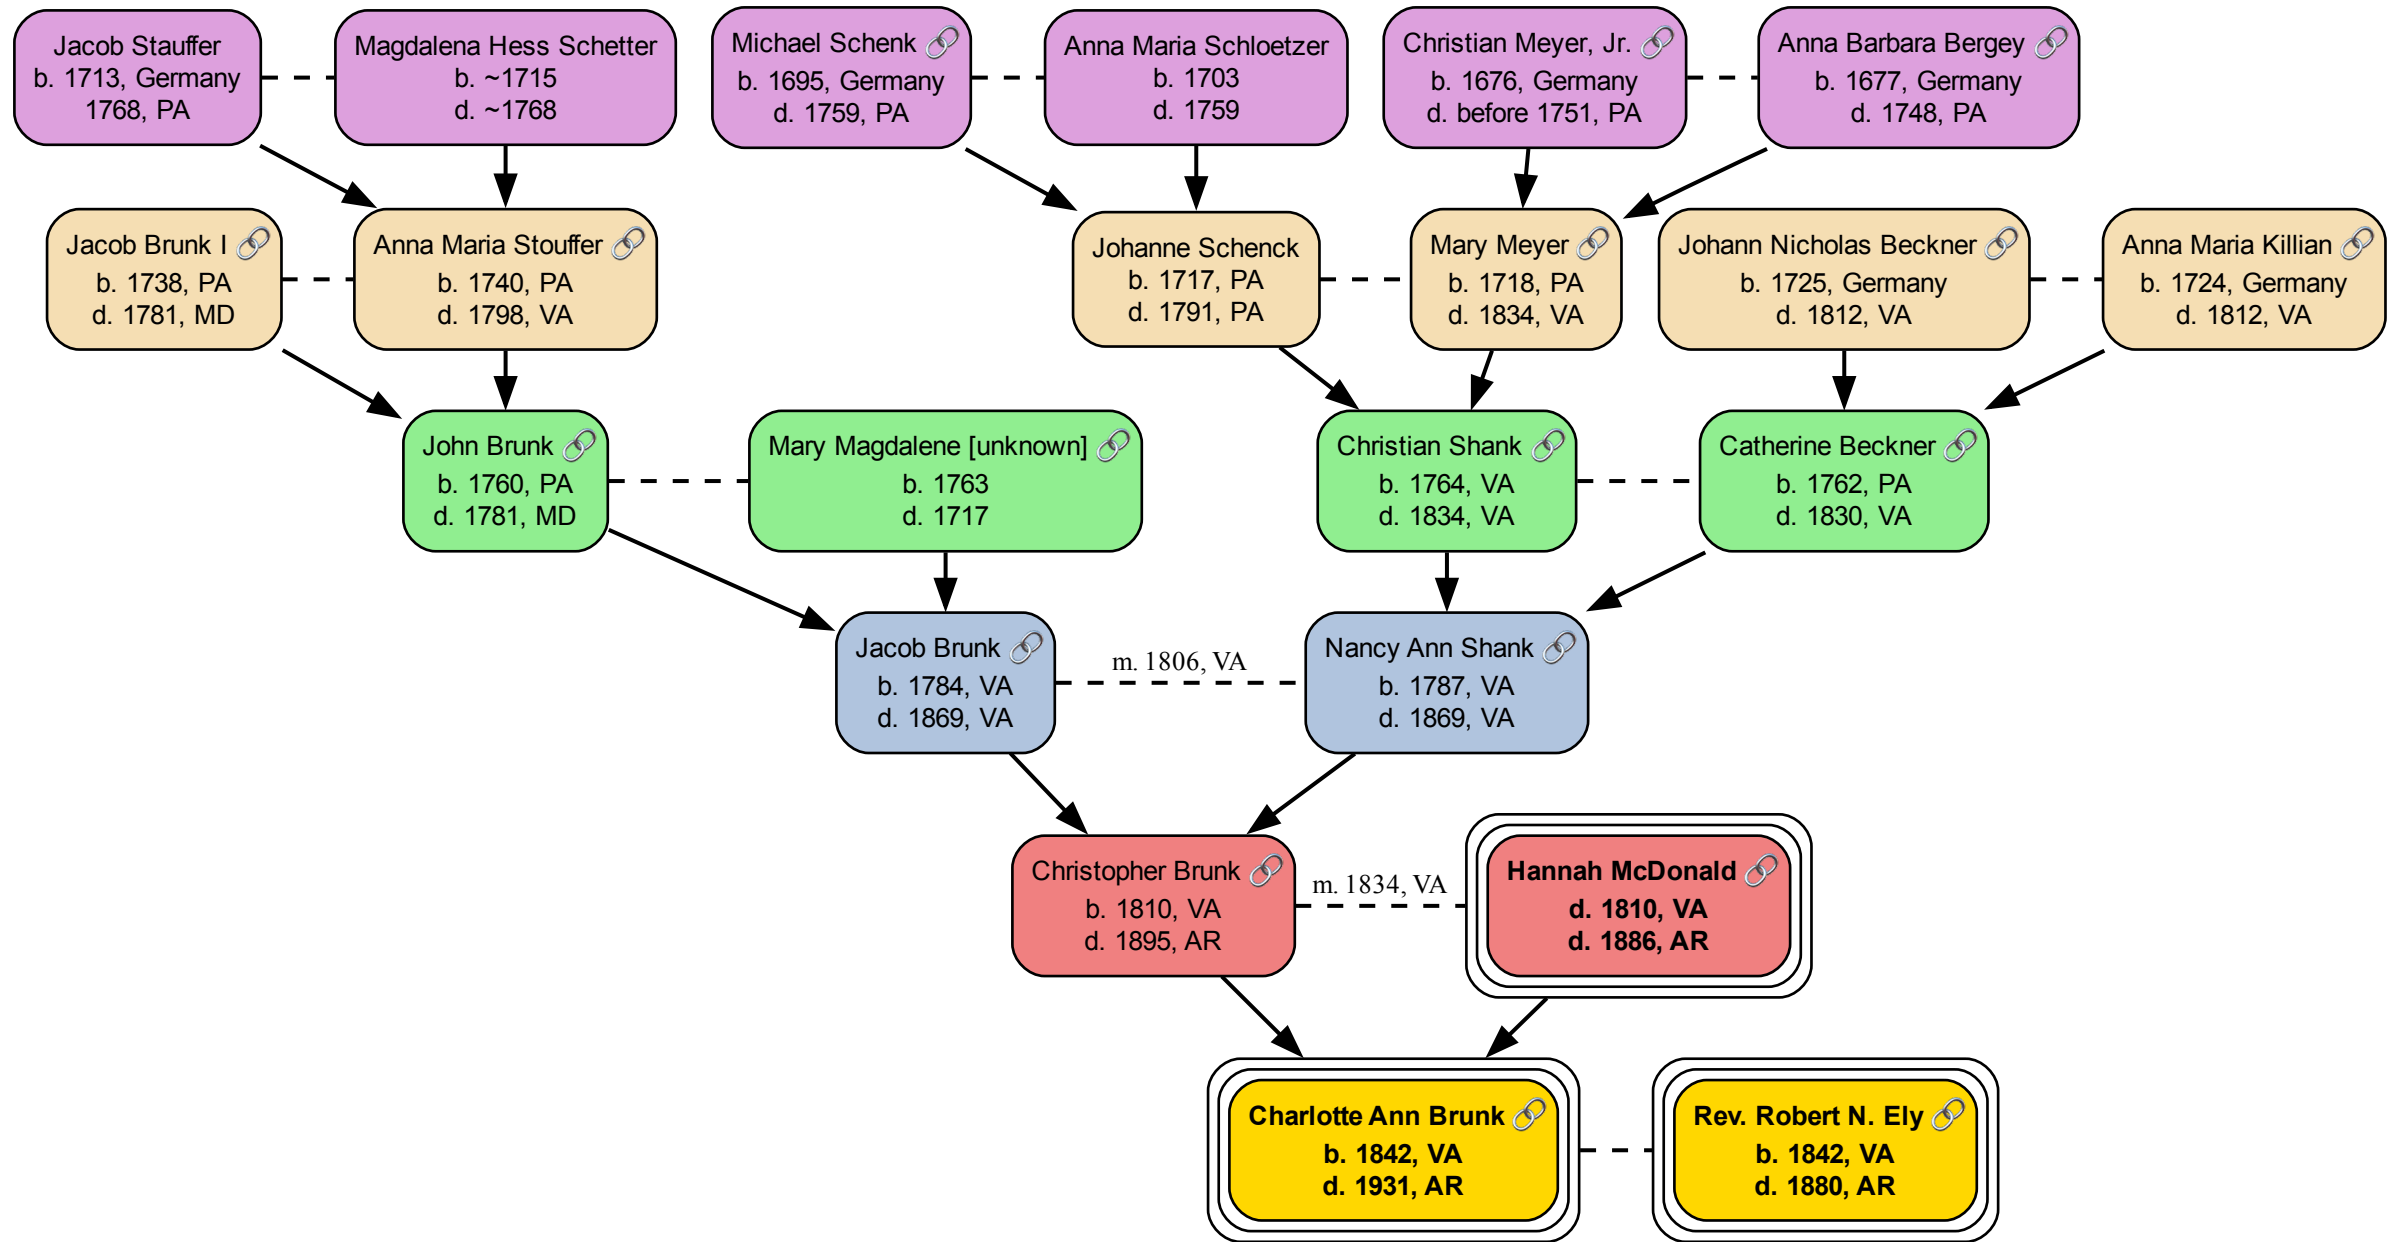 Jacob Stauffer
b. 1713, Germany
1768, PA
Magdalena Hess Schetter
b. ~1715
d. ~1768
Michael Schenk
b. 1695, Germany
d. 1759, PA
Anna Maria Schloetzer
b. 1703
d. 1759
Christian Meyer, Jr.
b. 1676, Germany
d. before 1751, PA
Anna Barbara Bergey
b. 1677, Germany
d. 1748, PA
Jacob Brunk I
b. 1738, PA
d. 1781, MD
Anna Maria Stouffer
b. 1740, PA
d. 1798, VA
Johanne Schenck
b. 1717, PA
d. 1791, PA
Mary Meyer
b. 1718, PA
d. 1834, VA
Johann Nicholas Beckner
b. 1725, Germany
d. 1812, VA
Anna Maria Killian
b. 1724, Germany
d. 1812, VA
John Brunk
b. 1760, PA
d. 1781, MD
Mary Magdalene [unknown]
b. 1763
d. 1717
Christian Shank
b. 1764, VA
d. 1834, VA
Catherine Beckner
b. 1762, PA
d. 1830, VA
Jacob Brunk
b. 1784, VA
d. 1869, VA
m. 1806, VA
Nancy Ann Shank
b. 1787, VA
d. 1869, VA
Christopher Brunk
b. 1810, VA
d. 1895, AR
m. 1834, VA
Hannah McDonald
d. 1810, VA
d. 1886, AR
Charlotte Ann Brunk
b. 1842, VA
d. 1931, AR
Rev. Robert N. Ely
b. 1842, VA
d. 1880, AR